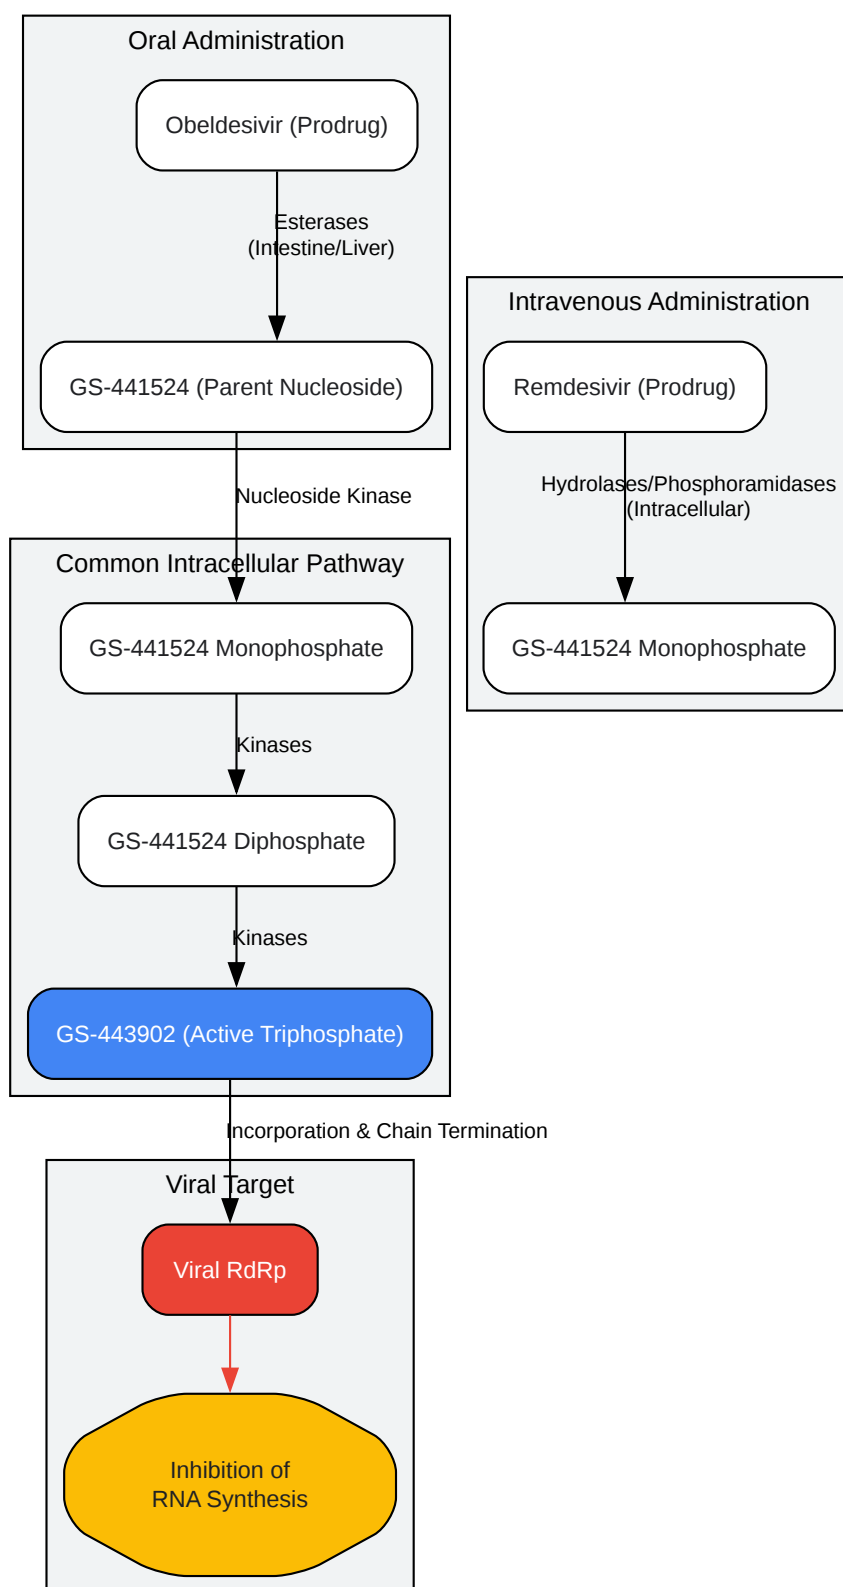 Oral Administration
Obeldesivir (Prodrug)
Esterases
(Intestine/Liver)
GS-441524 (Parent Nucleoside)
Intravenous Administration
Remdesivir (Prodrug)
Hydrolases/Phosphoramidases
(Intracellular)
GS-441524 Monophosphate
Nucleoside Kinase
Common Intracellular Pathway
GS-441524 Monophosphate
Kinases
GS-441524 Diphosphate
Kinases
GS-443902 (Active Triphosphate)
Incorporation & Chain Termination
Viral Target
Viral RdRp
Inhibition of
RNA Synthesis